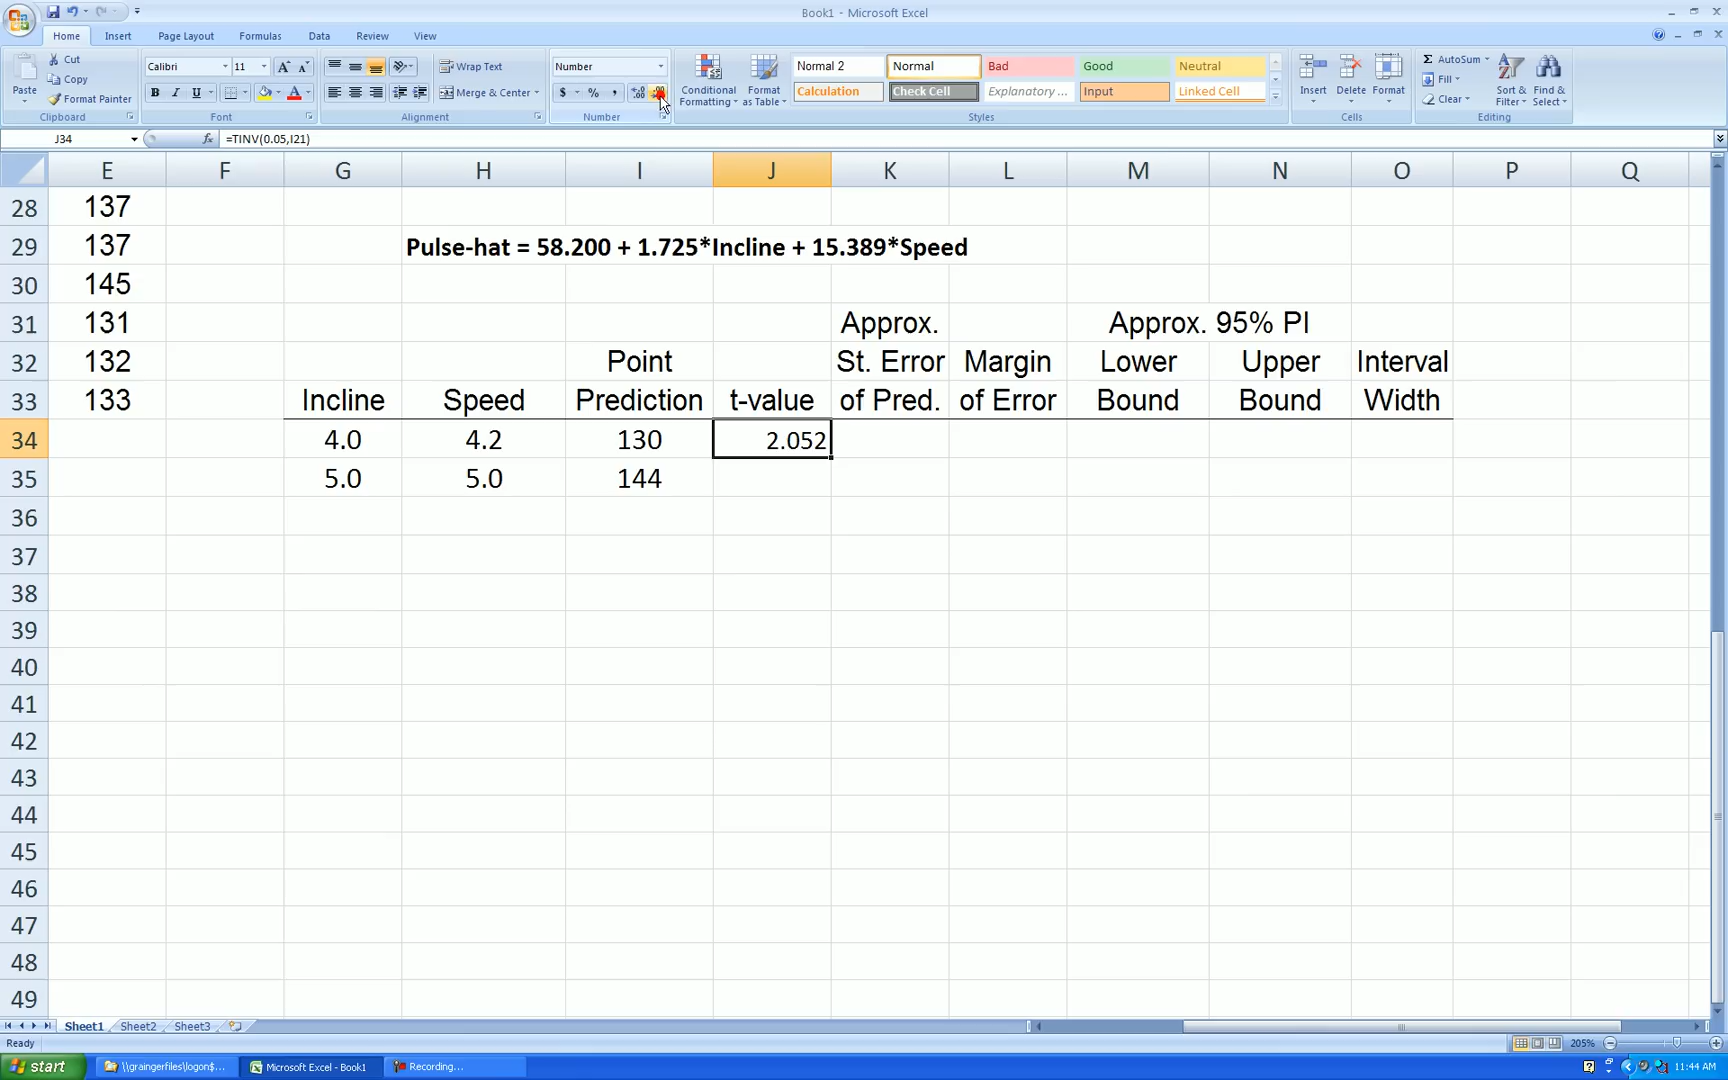 Book1 - Microsoft Excel
Home Insert Page Layout Formulas Data Review View
Paste
Cut
Copy
Format Painter
Clipboard
Calibri 11
B I U
Font
Wrap Text
Merge & Center
Alignment
Number
$ % ,
Number
Conditional Formatting
Format as Table
Normal 2 Normal Bad Good Neutral
Calculation Check Cell Explanatory ... Input Linked Cell
Styles
Insert Delete Format
Cells
AutoSum
Fill
Clear
Sort & Filter
Find & Select
Editing
J34 fx =TINV(0.05,I21)
E F G H I J K L M N O P Q
28 137
29 137 Pulse-hat = 58.200 + 1.725*Incline + 15.389*Speed
30 145
31 131 Approx. Approx. 95% PI
32 132 Point St. Error Margin Lower Upper Interval
33 133 Incline Speed Prediction t-value of Pred. of Error Bound Bound Width
34 4.0 4.2 130 2.052
35 5.0 5.0 144
36
37
38
39
40
41
42
43
44
45
46
47
48
49
Sheet1 Sheet2 Sheet3
Ready 205%
start \\graingerfiles\logon$... Microsoft Excel - Book1 Recording... 11:44 AM